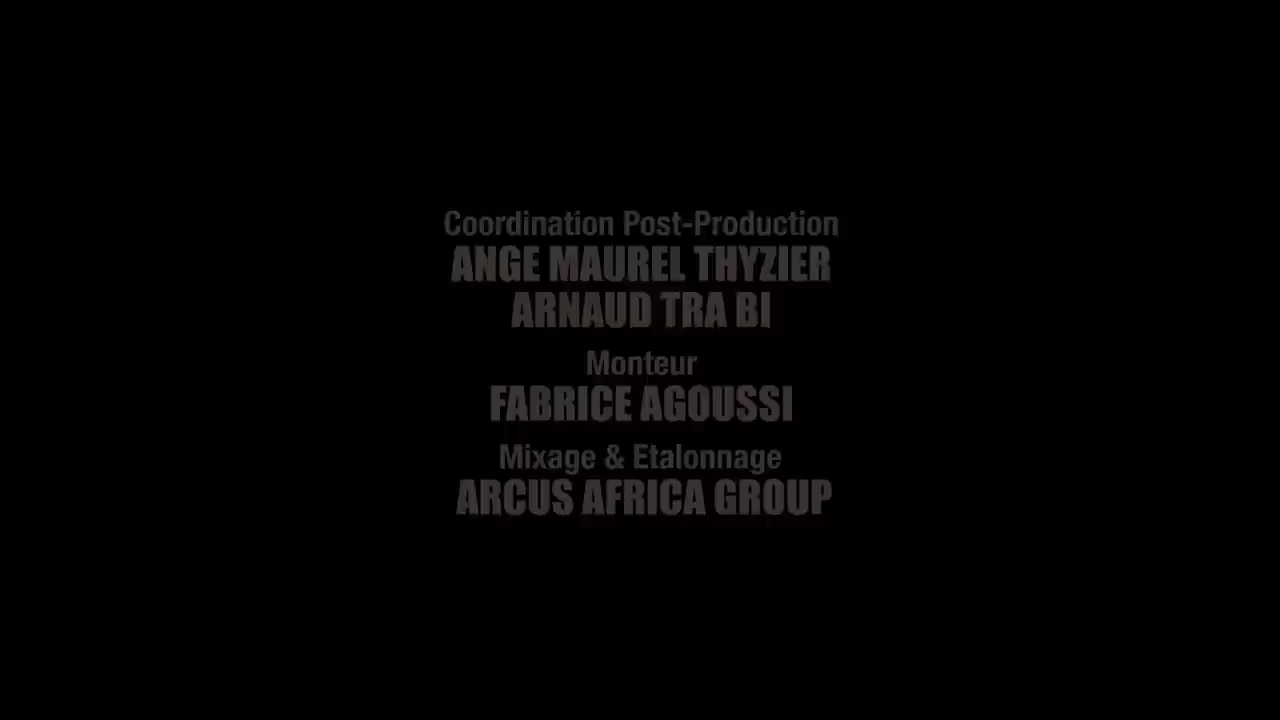 Coordination Post-Production
ANGE MAUREL THYZIER
ARNAUD TRA BI
Monteur
FABRICE AGOUSSI
Mixage & Etalonnage
ARCUS AFRICA GROUP